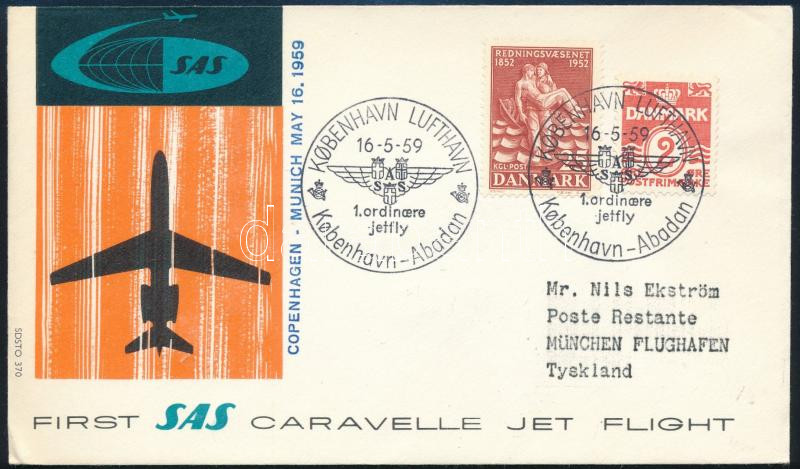 SAS
COPENHAGEN - MUNICH MAY 16. 1959
KØBENHAVN LUFTHAVN
16-5-59
S A S
1.ordinære
jetfly
København-Abadan
REDNINGSVÆSENET
1852 1952
KGL·POST
DANMARK
DANMARK
2
ØRE
POSTFRIMÆRKE
KØBENHAVN LUFTHAVN
16-5-59
S A S
1.ordinære
jetfly
København-Abadan
Mr. Nils Ekström
Poste Restante
MÜNCHEN FLUGHAFEN
Tyskland
SDSTO 370
FIRST SAS CARAVELLE JET FLIGHT